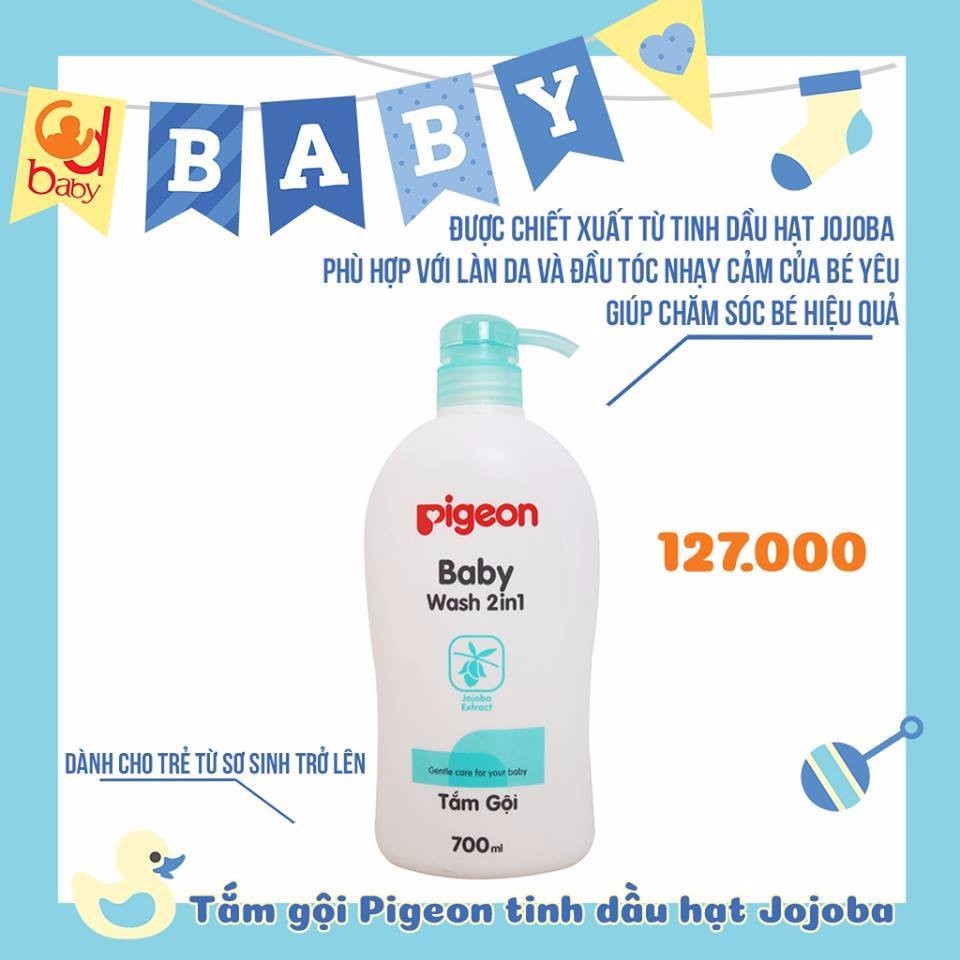 d
baby
BABY
ĐƯỢC CHIẾT XUẤT TỪ TINH DẦU HẠT JOJOBA
PHÙ HỢP VỚI LÀN DA VÀ ĐẦU TÓC NHẠY CẢM CỦA BÉ YÊU
GIÚP CHĂM SÓC BÉ HIỆU QUẢ
pigeon
Baby
Wash 2in1
127.000
Jojoba
Extract
DÀNH CHO TRẺ TỪ SƠ SINH TRỞ LÊN
Gentle care for your baby
Tắm Gội
700 ml
Tắm gội Pigeon tinh dầu hạt Jojoba